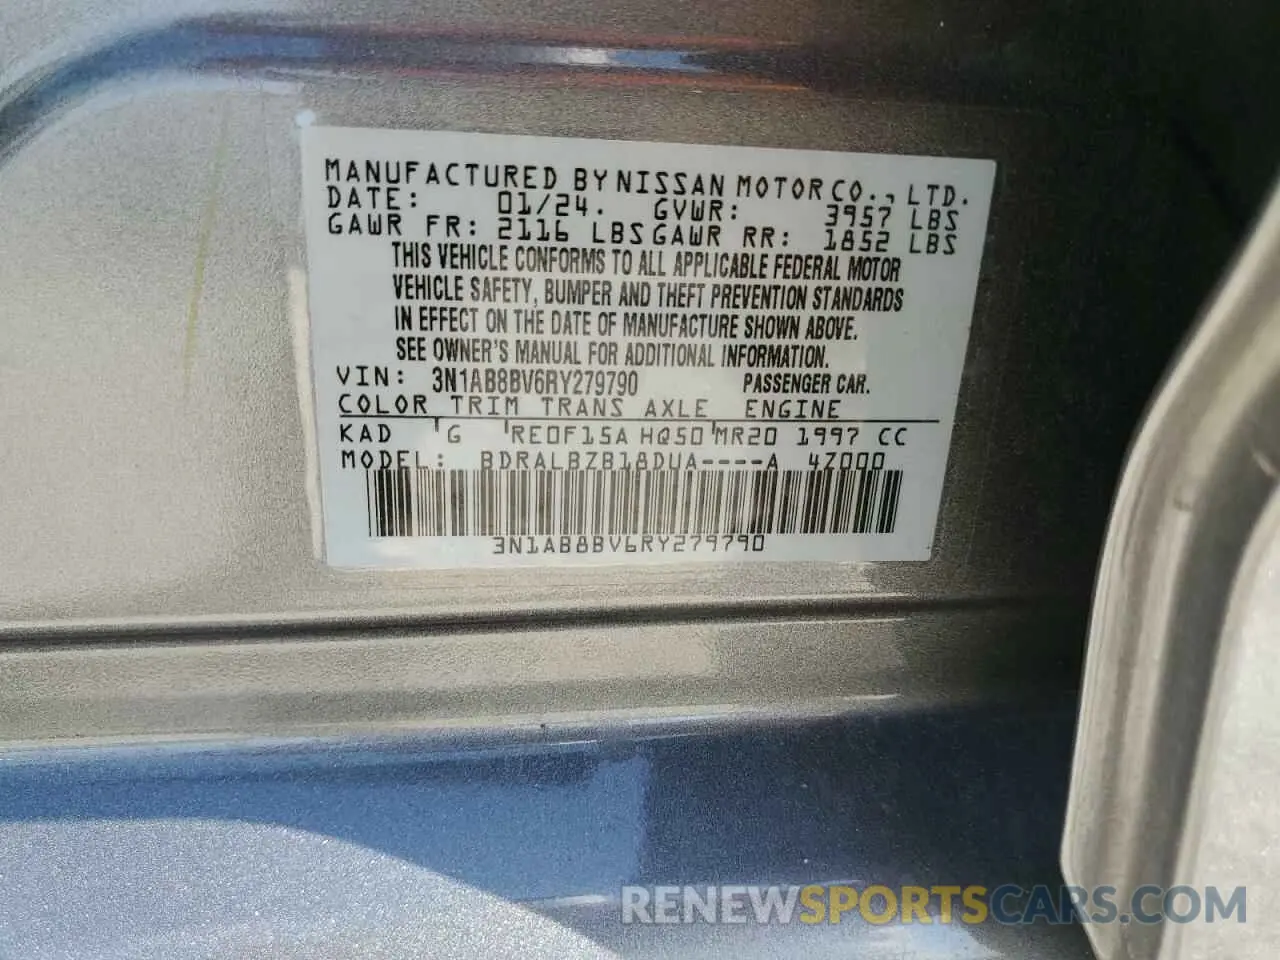 MANUFACTURED BY NISSAN MOTOR CO., LTD.
DATE: 01/24. GVWR: 3957 LBS
GAWR FR: 2116 LBS GAWR RR: 1852 LBS
THIS VEHICLE CONFORMS TO ALL APPLICABLE FEDERAL MOTOR
VEHICLE SAFETY, BUMPER AND THEFT PREVENTION STANDARDS
IN EFFECT ON THE DATE OF MANUFACTURE SHOWN ABOVE.
SEE OWNER'S MANUAL FOR ADDITIONAL INFORMATION.
VIN: 3N1AB8BV6RY279790 PASSENGER CAR.
COLOR TRIM TRANS AXLE ENGINE
KAD 'G 'RE0F15A HQ50'MR20 1997 CC
MODEL: BDRALBZB18DUA----A 4Z000
3N1AB8BV6RY279790
RENEWSPORTSCARS.COM